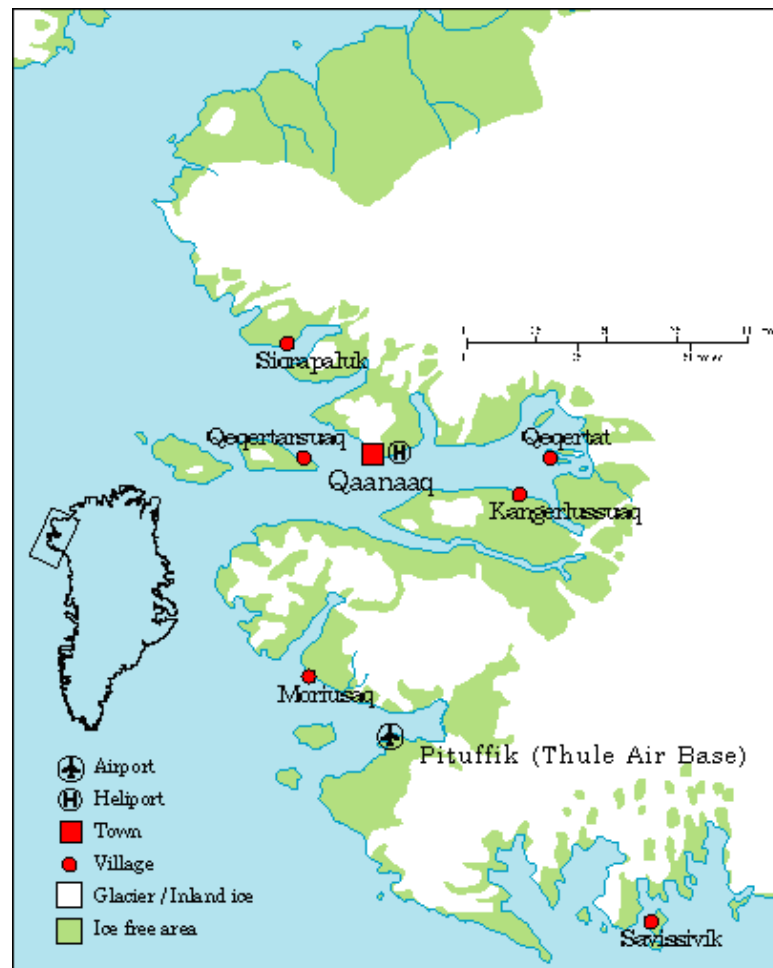 Siorapaluk
Qeqertarsuaq
Qeqertat
H
Qaanaaq
Kangerlussuaq
Moriusaq
Pituffik (Thule Air Base)
Airport
H Heliport
Town
Village
Glacier / Inland ice
Ice free area
Savissivik